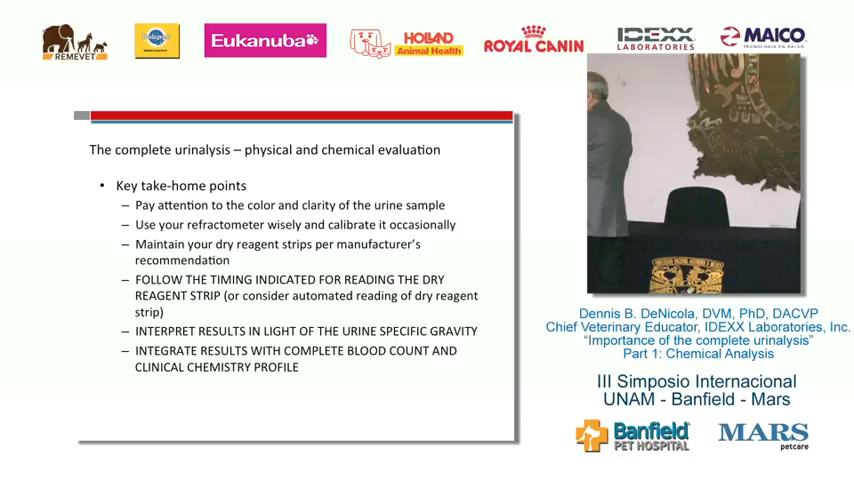 REMEVET
Pedigree
Eukanuba
HOLLAND
Animal Health
ROYAL CANIN
IDEXX
LABORATORIES
MAICO
TECNOLOGÍA EN SALUD
The complete urinalysis – physical and chemical evaluation
• Key take-home points
– Pay attention to the color and clarity of the urine sample
– Use your refractometer wisely and calibrate it occasionally
– Maintain your dry reagent strips per manufacturer's
recommendation
– FOLLOW THE TIMING INDICATED FOR READING THE DRY
REAGENT STRIP (or consider automated reading of dry reagent
strip)
– INTERPRET RESULTS IN LIGHT OF THE URINE SPECIFIC GRAVITY
– INTEGRATE RESULTS WITH COMPLETE BLOOD COUNT AND
CLINICAL CHEMISTRY PROFILE
Dennis B. DeNicola, DVM, PhD, DACVP
Chief Veterinary Educator, IDEXX Laboratories, Inc.
“Importance of the complete urinalysis”
Part 1: Chemical Analysis
III Simposio Internacional
UNAM - Banfield - Mars
Banfield
PET HOSPITAL
MARS
petcare